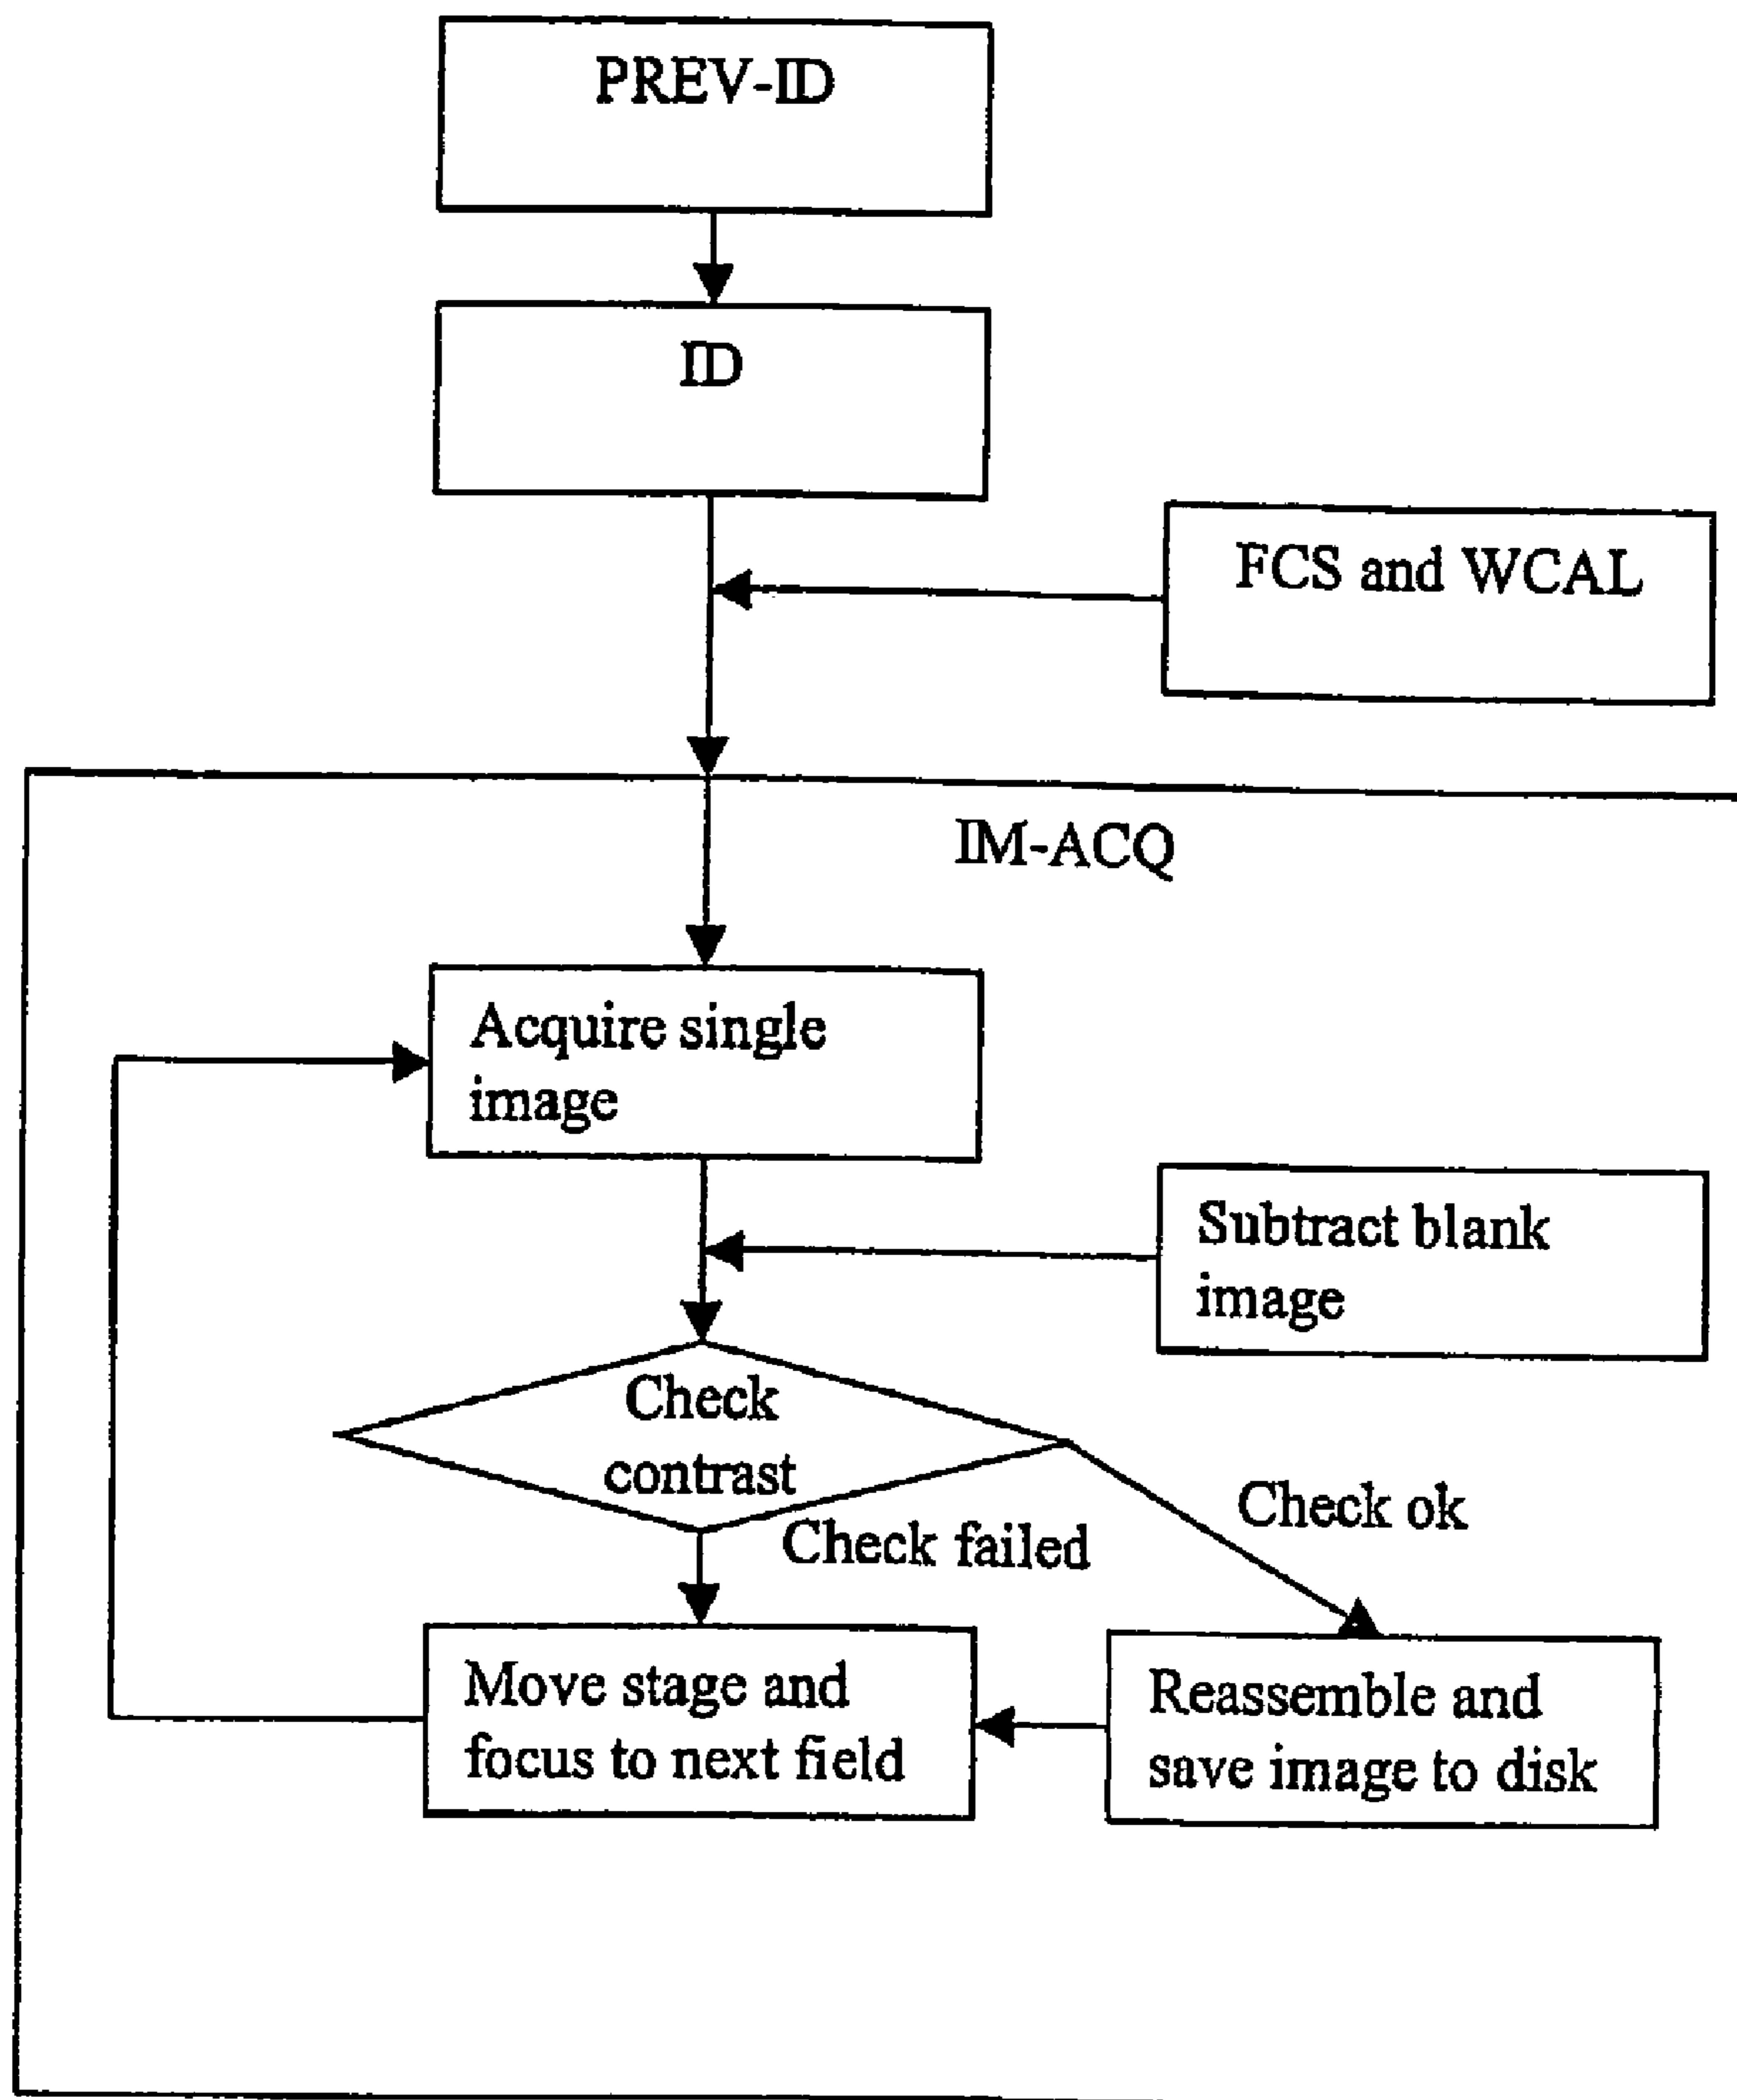 PREV-ID
ID
FCS and WCAL
IM-ACQ
Acquire single
image
Subtract blank
image
Check
contrast
Check ok
Check failed
Move stage and
focus to next field
Reassemble and
save image to disk